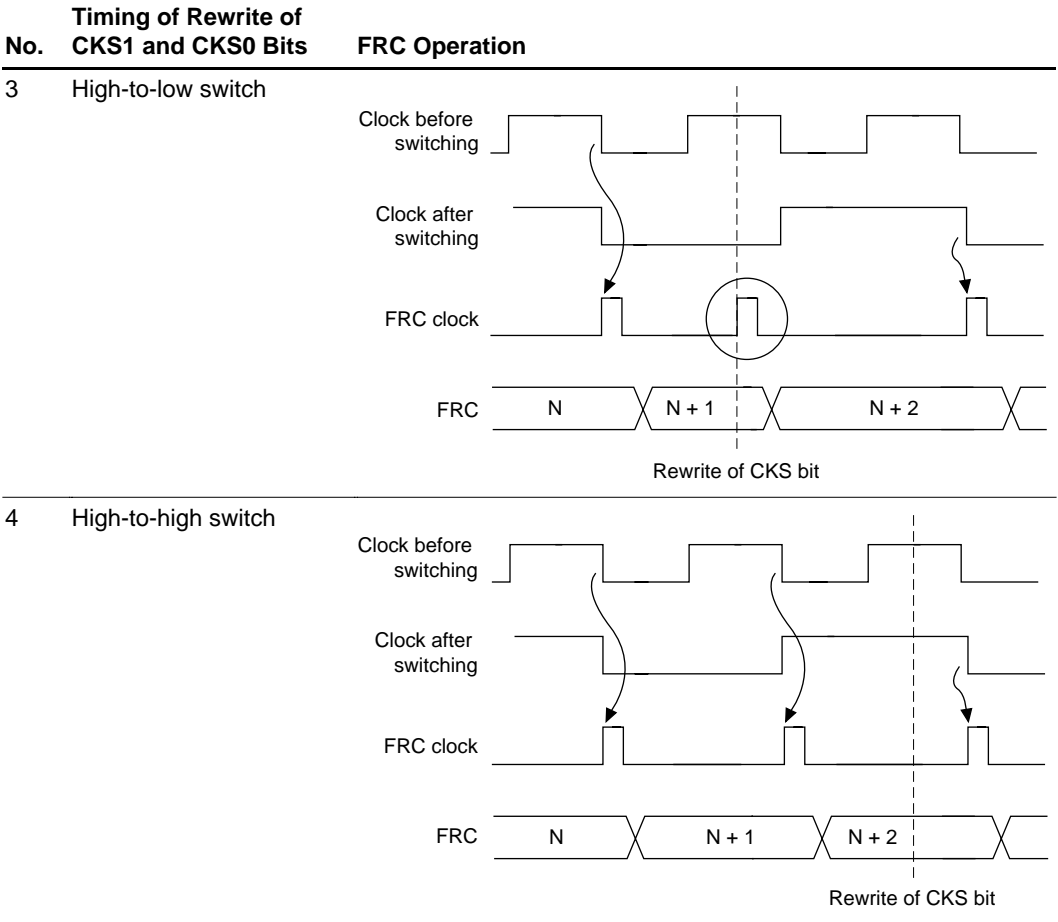 No.
Timing of Rewrite of
CKS1 and CKS0 Bits
FRC Operation
3
High-to-low switch
Clock before
switching
Clock after
switching
FRC clock
FRC
N
N + 1
N + 2
Rewrite of CKS bit
4
High-to-high switch
Clock before
switching
Clock after
switching
FRC clock
FRC
N
N + 1
N + 2
Rewrite of CKS bit